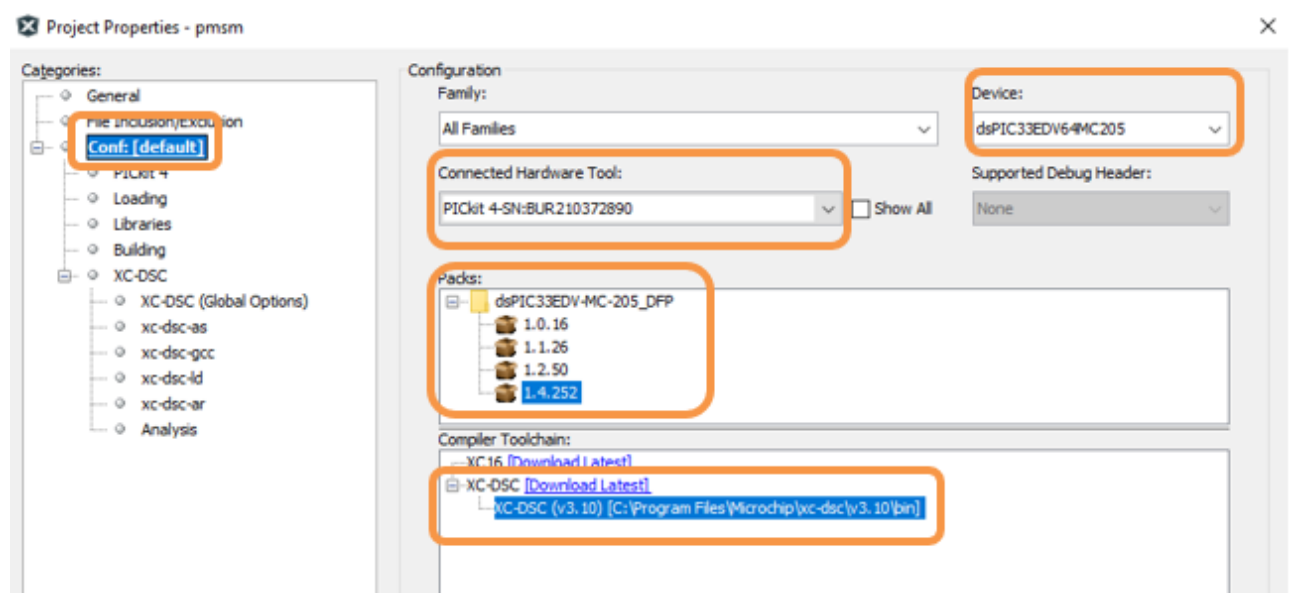 Project Properties - pmsm
Categories:
General
File Inclusion/Exclusion
Conf: [default]
PICkit 4
Loading
Libraries
Building
XC-DSC
XC-DSC (Global Options)
xc-dsc-as
xc-dsc-gcc
xc-dsc-ld
xc-dsc-ar
Analysis
Configuration
Family:
Device:
All Families
dsPIC33EDV64MC205
Connected Hardware Tool:
Supported Debug Header:
PICkit 4-SN:BUR210372890
Show All
None
Packs:
dsPIC33EDV-MC-205_DFP
1.0.16
1.1.26
1.2.50
1.4.252
Compiler Toolchain:
XC16 [Download Latest]
XC-DSC [Download Latest]
XC-DSC (v3.10) [C:\Program Files\Microchip\xc-dsc\v3.10\bin]